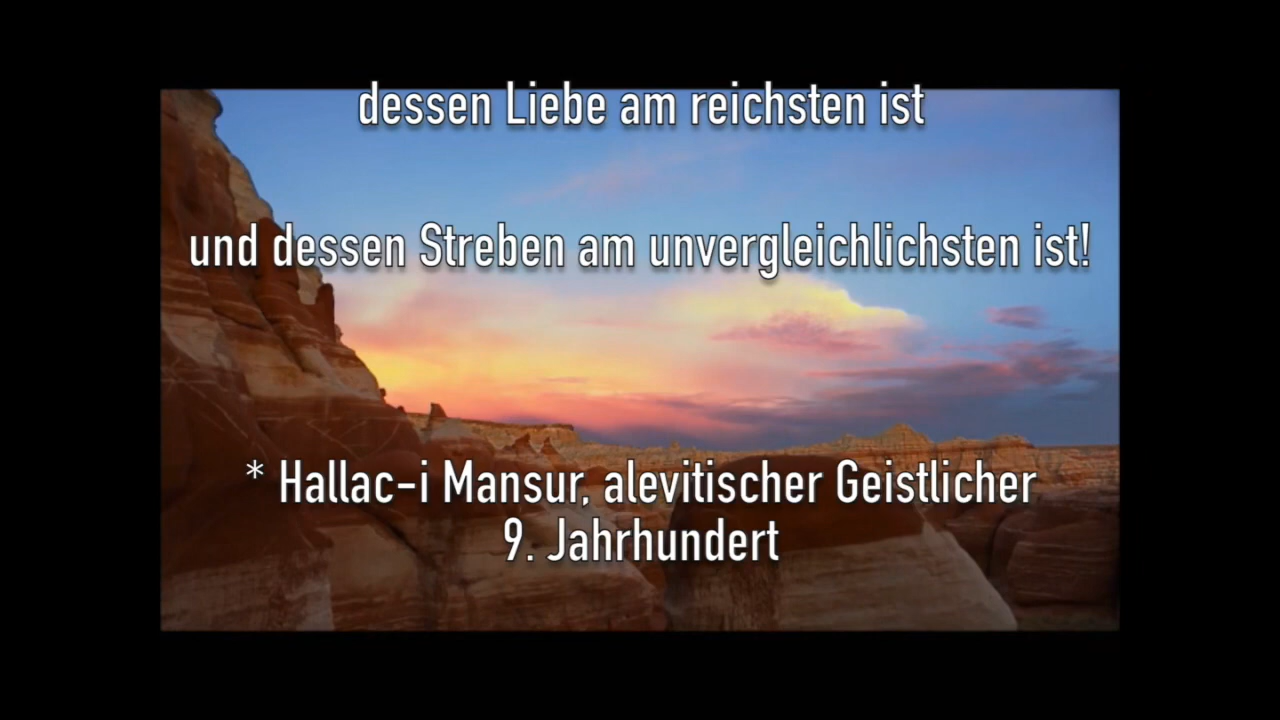 dessen Liebe am reichsten ist
und dessen Streben am unvergleichlichsten ist!
* Hallac-i Mansur, alevitischer Geistlicher
9. Jahrhundert